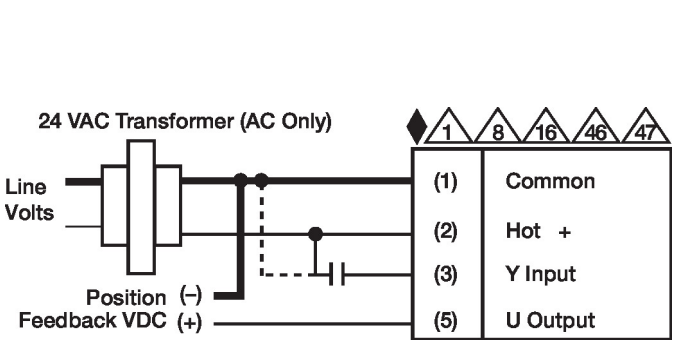 24 VAC Transformer (AC Only)
1 8 16 46 47
Line
Volts
(1) Common
(2) Hot +
(3) Y Input
Position (–)
Feedback VDC (+)
(5) U Output